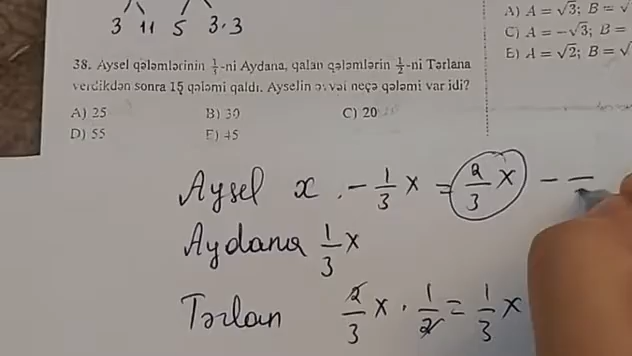 3 11 5 3.3
A) A = √3; B = √
C) A = −√3; B =
E) A = √2; B = √
38. Aysel qələmlərinin 1/3-ni Aydana, qalan qələmlərin 1/2-ni Tərlana
verdikdən sonra 15 qələmi qaldı. Ayselin əvvəl neçə qələmi var idi?
A) 25 B) 30 C) 20
D) 55 E) 45
Aysel x - 1/3 x = 2/3 x -
Aydana 1/3 x
Tərlan 2/3 x · 1/2 = 1/3 x